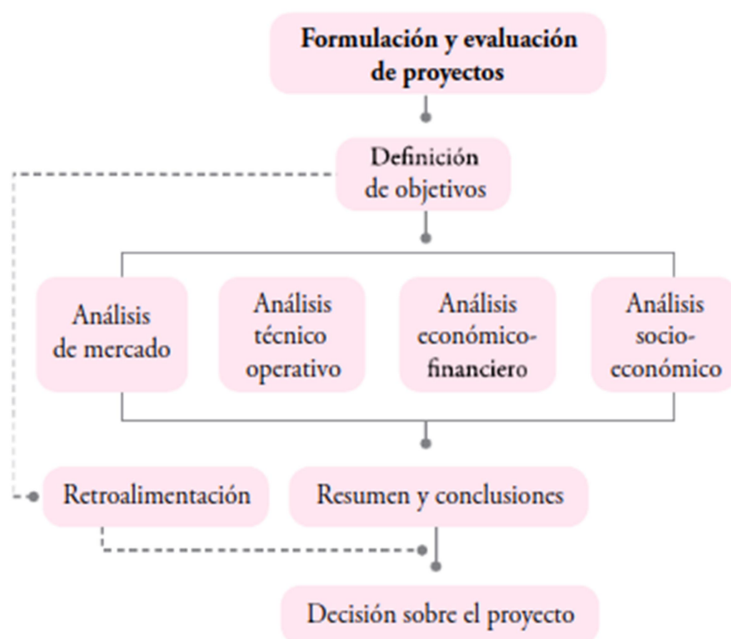 Formulación y evaluación
de proyectos
Definición
de objetivos
Análisis
de mercado
Análisis
técnico
operativo
Análisis
económico-
financiero
Análisis
socio-
económico
Retroalimentación
Resumen y conclusiones
Decisión sobre el proyecto